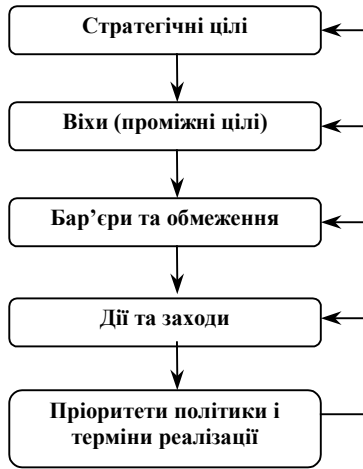 Стратегічні цілі
Віхи (проміжні цілі)
Бар’єри та обмеження
Дії та заходи
Пріоритети політики і
терміни реалізації